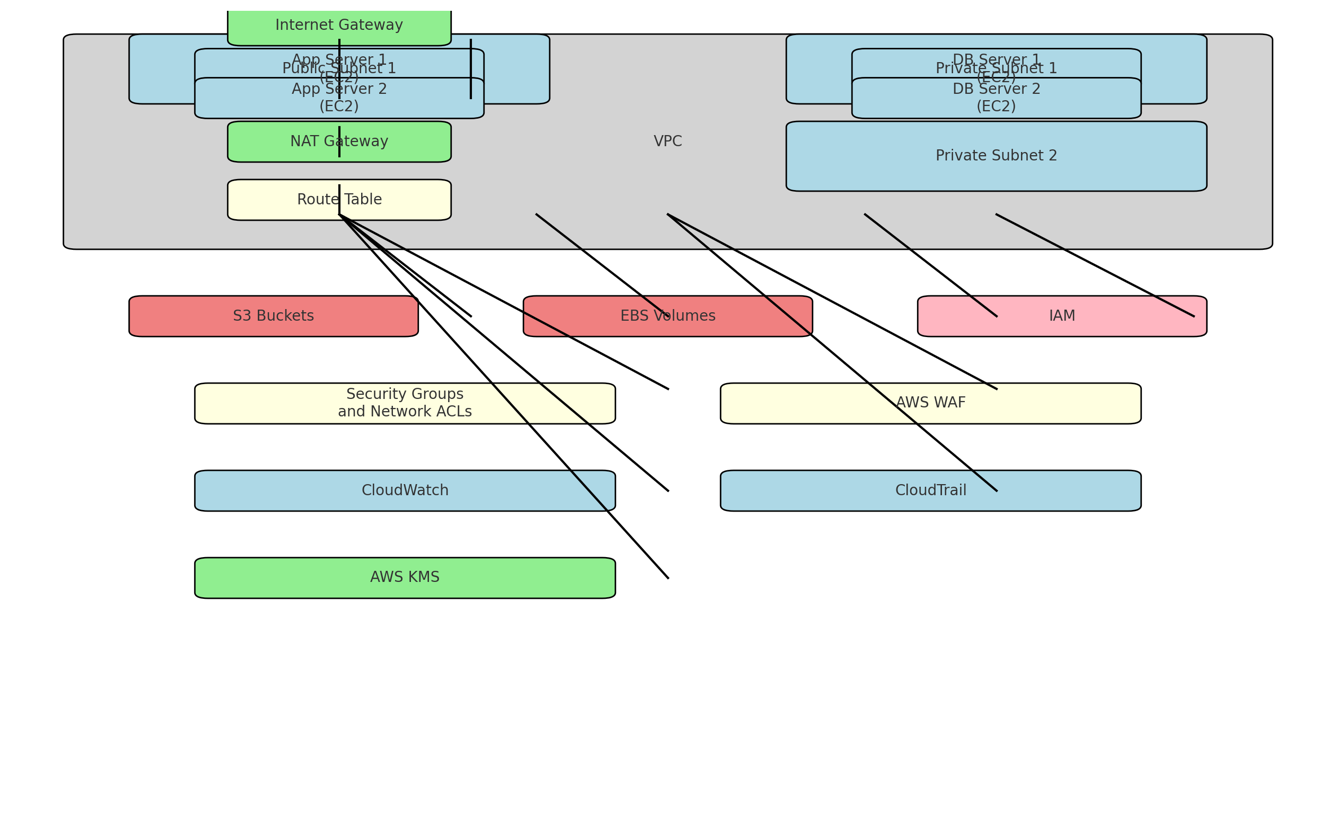 Internet Gateway
App Server 1
(EC2)
Public Subnet 1
App Server 2
(EC2)
DB Server 1
(EC2)
Private Subnet 1
DB Server 2
(EC2)
NAT Gateway
VPC
Private Subnet 2
Route Table
S3 Buckets
EBS Volumes
IAM
Security Groups
and Network ACLs
AWS WAF
CloudWatch
CloudTrail
AWS KMS